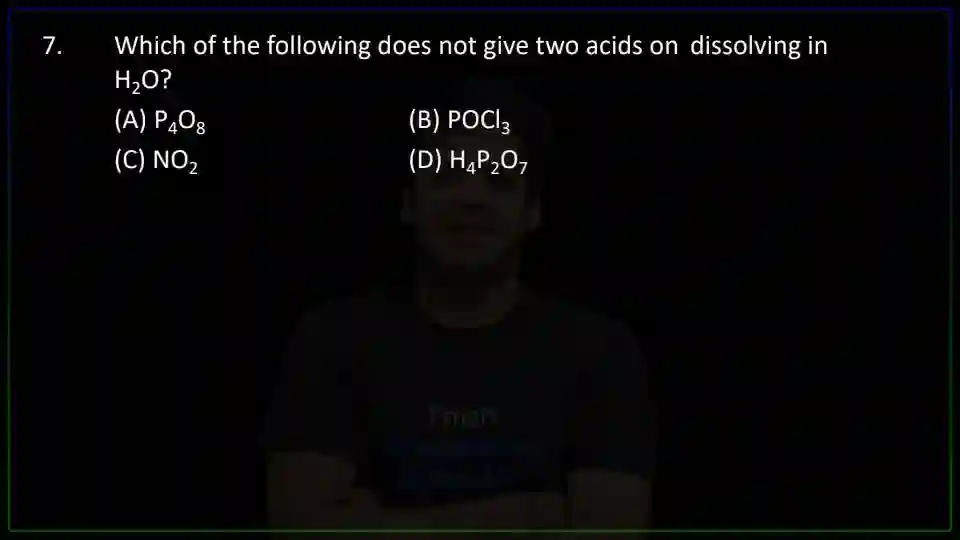 7. Which of the following does not give two acids on dissolving in
H₂O?
(A) P₄O₈ (B) POCl₃
(C) NO₂ (D) H₄P₂O₇